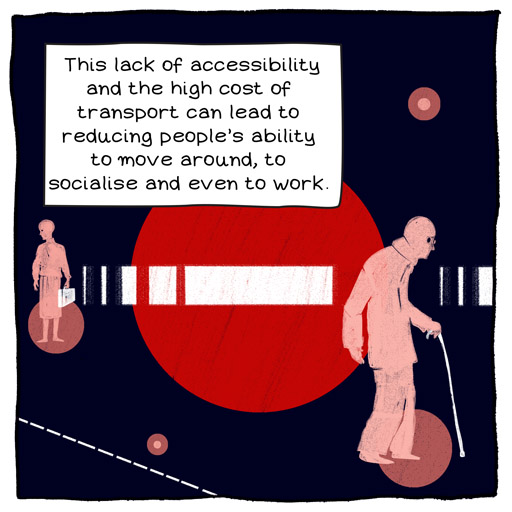 This lack of accessibility
and the high cost of
transport can lead to
reducing people's ability
to move around, to
socialise and even to work.